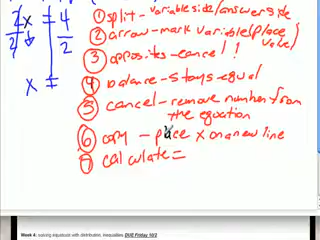 2x = 4
2 2
x =
① split - variable side/answer side
② arrow - mark variable (place/value)
③ opposites - cancel!!
④ balance - stays equal
⑤ cancel - remove number from
the equation
⑥ copy - place x on a new line
⑦ calculate =
Week 4: solving equations with distribution, inequalities DUE Friday 10/2